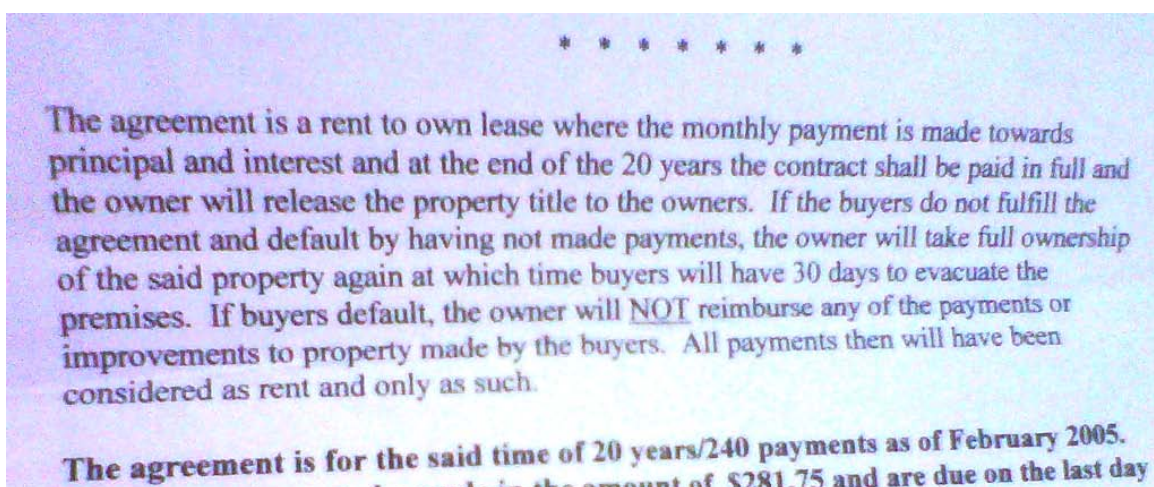 * * * * * * *
The agreement is a rent to own lease where the monthly payment is made towards
principal and interest and at the end of the 20 years the contract shall be paid in full and
the owner will release the property title to the owners. If the buyers do not fulfill the
agreement and default by having not made payments, the owner will take full ownership
of the said property again at which time buyers will have 30 days to evacuate the
premises. If buyers default, the owner will NOT reimburse any of the payments or
improvements to property made by the buyers. All payments then will have been
considered as rent and only as such.
The agreement is for the said time of 20 years/240 payments as of February 2005.
in the amount of $281.75 and are due on the last day